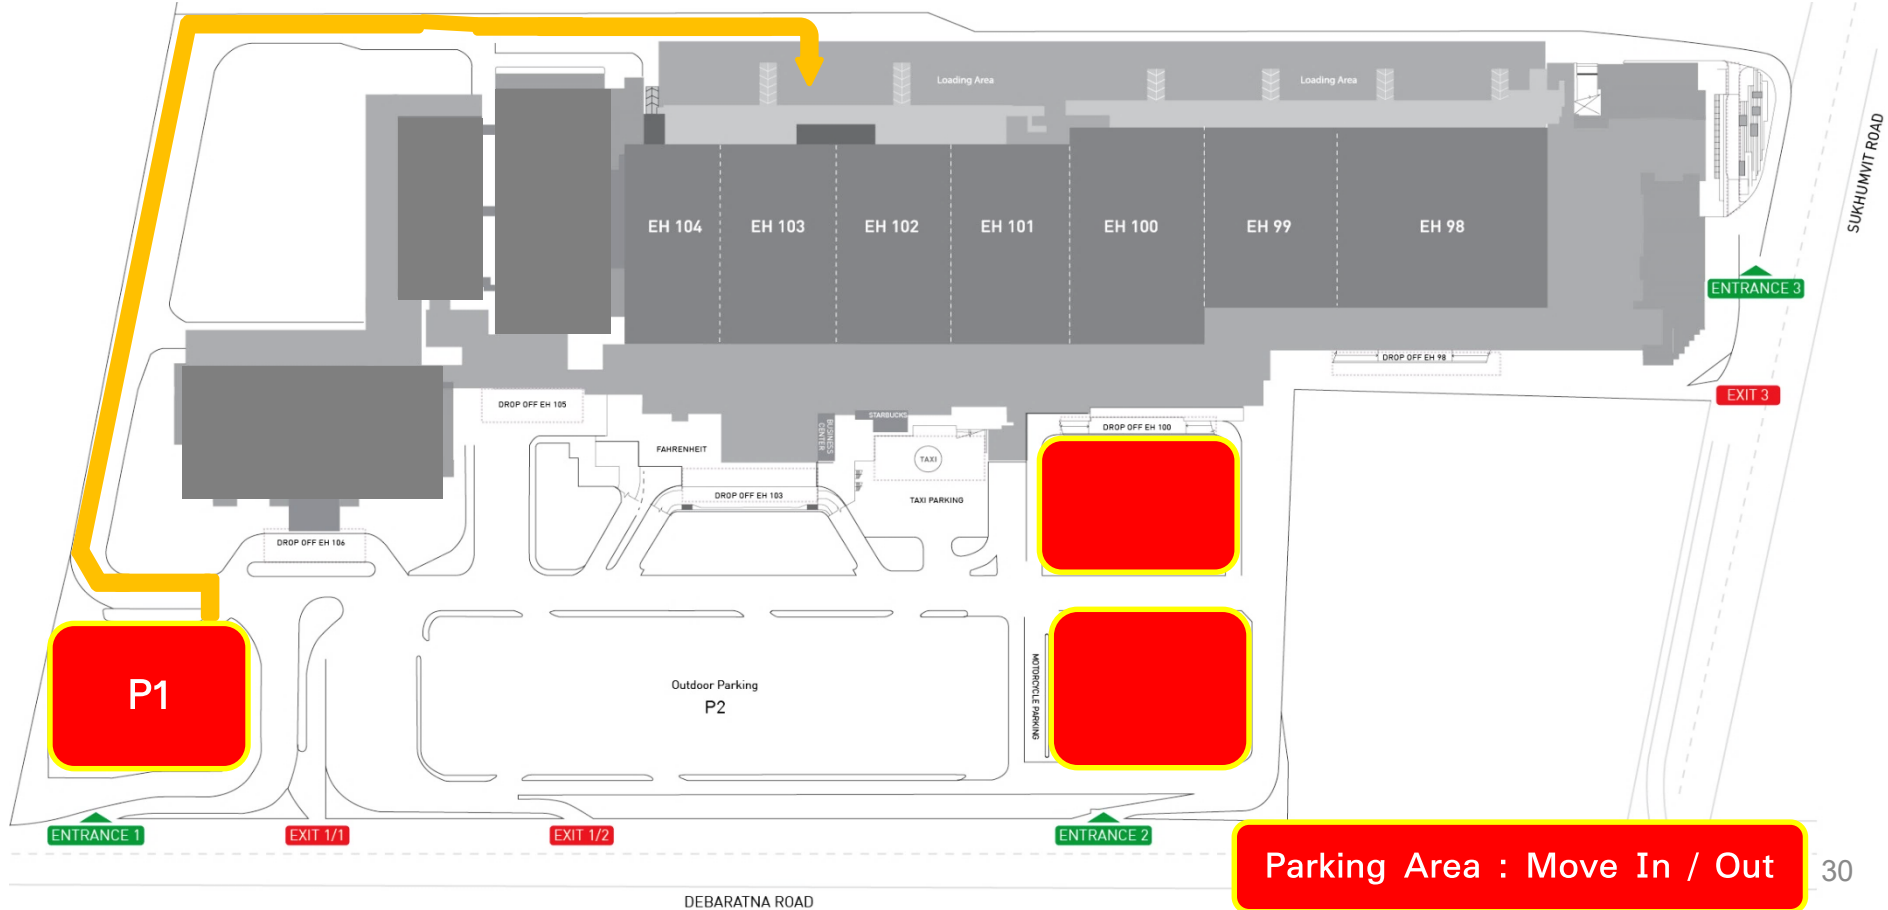 Loading Area
Loading Area
SUKHUMVIT ROAD
EH 104
EH 103
EH 102
EH 101
EH 100
EH 99
EH 98
ENTRANCE 3
DROP OFF EH 98
EXIT 3
DROP OFF EH 105
STARBUCKS
BUSINESS
CENTER
DROP OFF EH 100
FAHRENHEIT
TAXI
DROP OFF EH 103
TAXI PARKING
DROP OFF EH 106
P1
Outdoor Parking
P2
MOTORCYCLE PARKING
ENTRANCE 1
EXIT 1/1
EXIT 1/2
ENTRANCE 2
Parking Area : Move In / Out
30
DEBARATNA ROAD